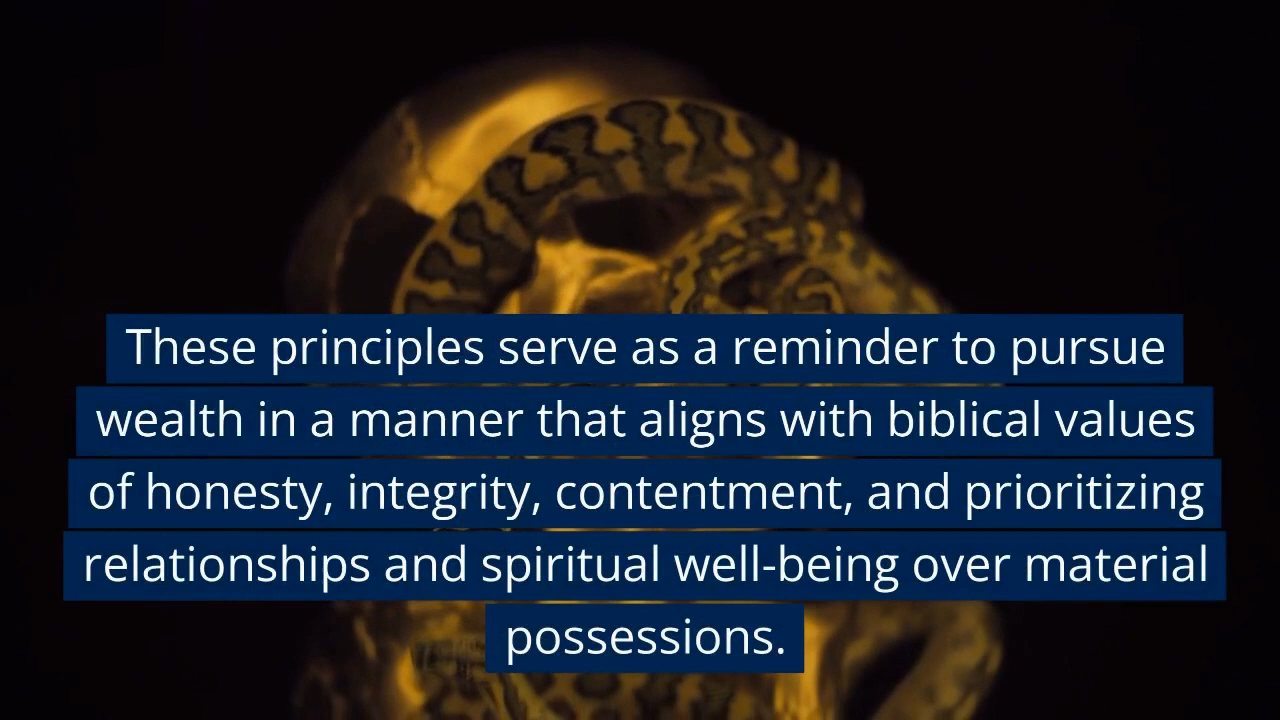 These principles serve as a reminder to pursue
wealth in a manner that aligns with biblical values
of honesty, integrity, contentment, and prioritizing
relationships and spiritual well-being over material
possessions.